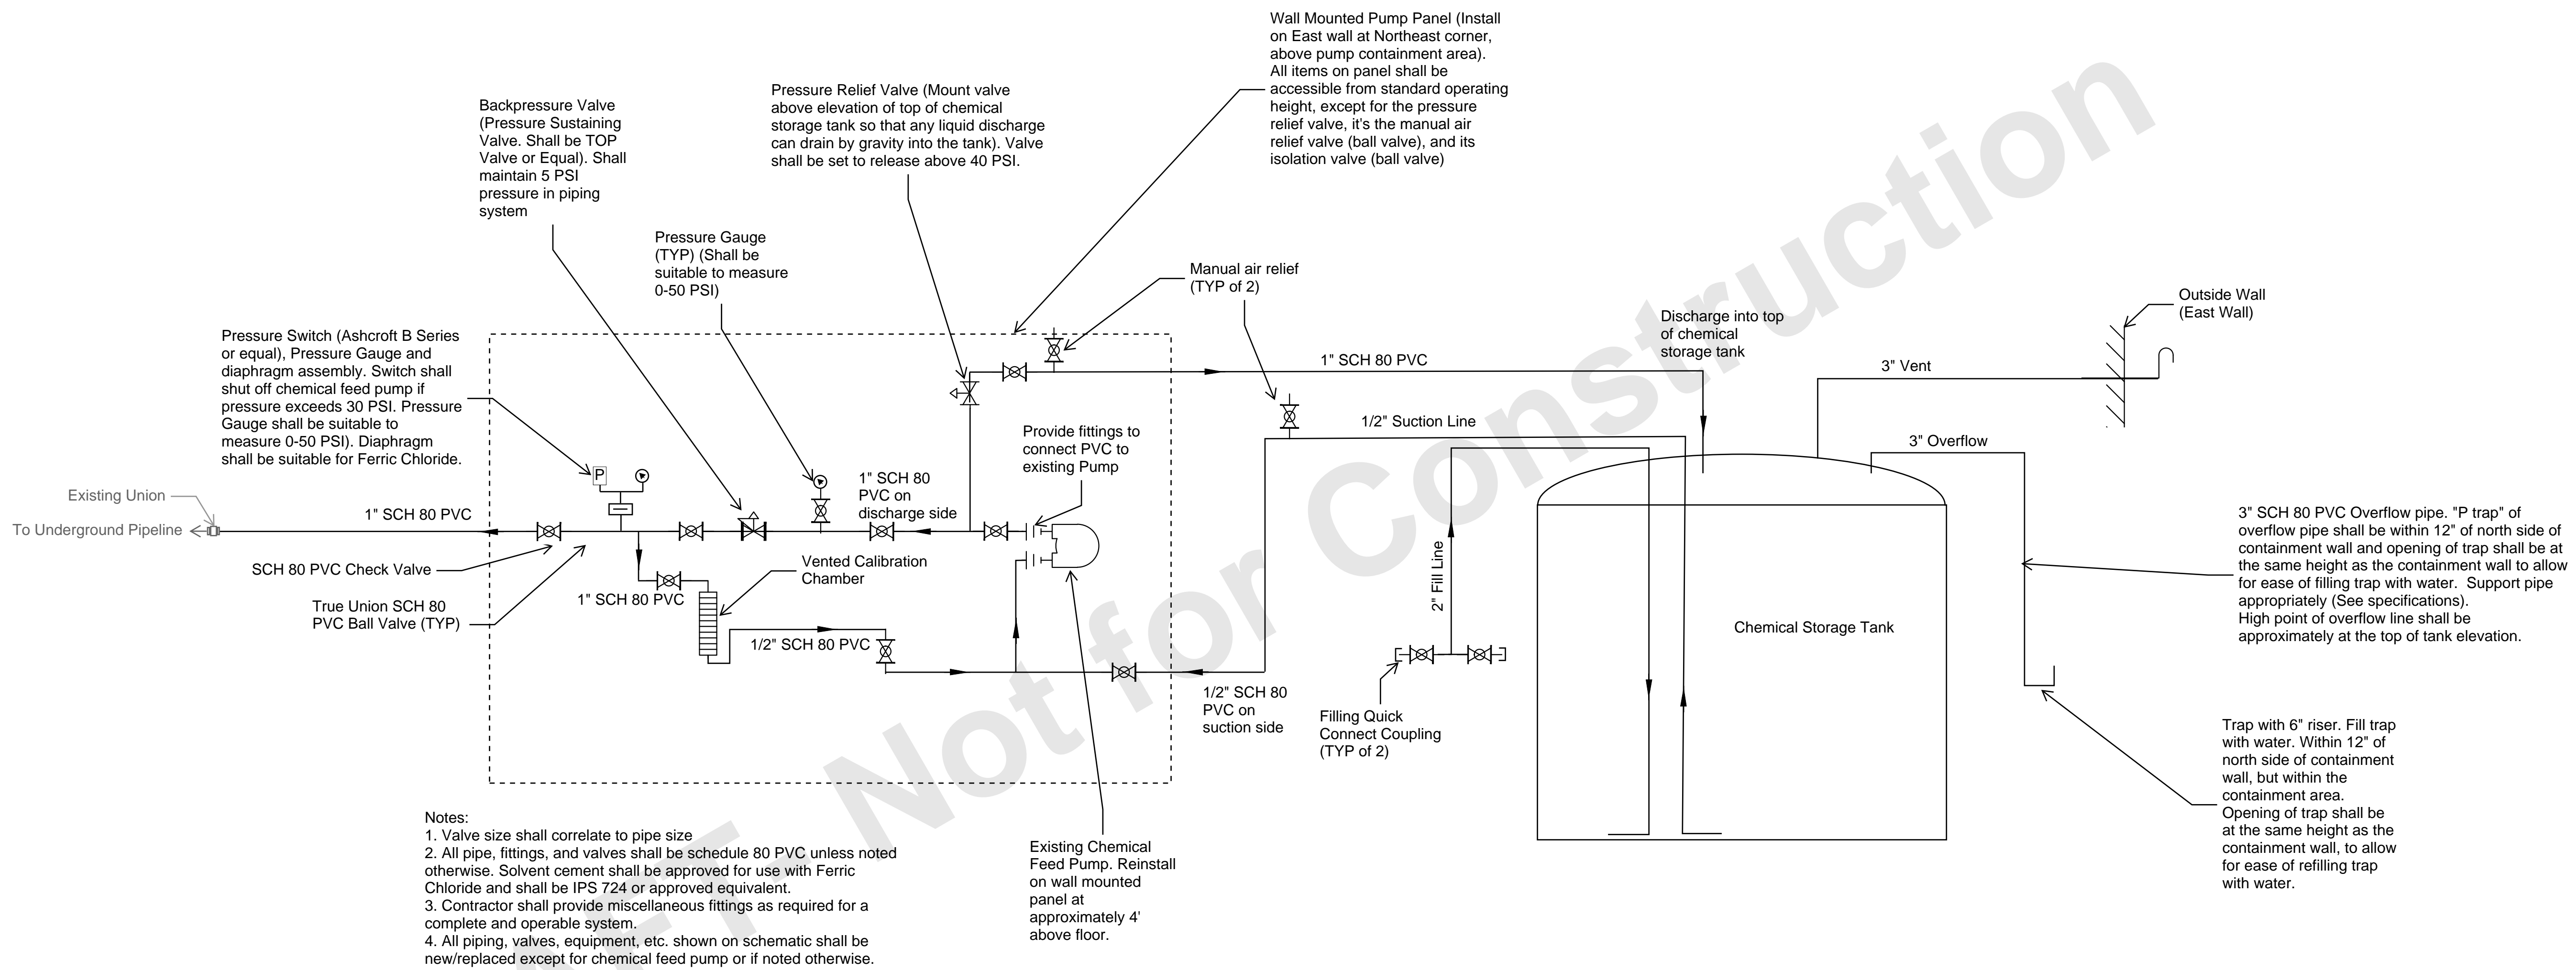 Wall Mounted Pump Panel (Install
on East wall at Northeast corner,
above pump containment area).
All items on panel shall be
accessible from standard operating
height, except for the pressure
relief valve, it's the manual air
relief valve (ball valve), and its
isolation valve (ball valve)
Pressure Relief Valve (Mount valve
above elevation of top of chemical
storage tank so that any liquid discharge
can drain by gravity into the tank). Valve
shall be set to release above 40 PSI.
Backpressure Valve
(Pressure Sustaining
Valve. Shall be TOP
Valve or Equal). Shall
maintain 5 PSI
pressure in piping
system
Pressure Gauge
(TYP) (Shall be
suitable to measure
0-50 PSI)
Manual air relief
(TYP of 2)
Outside Wall
(East Wall)
Discharge into top
of chemical
storage tank
Pressure Switch (Ashcroft B Series
or equal), Pressure Gauge and
diaphragm assembly. Switch shall
shut off chemical feed pump if
pressure exceeds 30 PSI. Pressure
Gauge shall be suitable to
measure 0-50 PSI). Diaphragm
shall be suitable for Ferric Chloride.
1" SCH 80 PVC
3" Vent
1/2" Suction Line
3" Overflow
Provide fittings to
connect PVC to
existing Pump
P
1" SCH 80
PVC on
discharge side
Existing Union
1" SCH 80 PVC
To Underground Pipeline
3" SCH 80 PVC Overflow pipe. "P trap" of
overflow pipe shall be within 12" of north side of
containment wall and opening of trap shall be at
the same height as the containment wall to allow
for ease of filling trap with water. Support pipe
appropriately (See specifications).
High point of overflow line shall be
approximately at the top of tank elevation.
SCH 80 PVC Check Valve
Vented Calibration
Chamber
2" Fill Line
1" SCH 80 PVC
True Union SCH 80
PVC Ball Valve (TYP)
1/2" SCH 80 PVC
Chemical Storage Tank
1/2" SCH 80
PVC on
suction side
Filling Quick
Connect Coupling
(TYP of 2)
Trap with 6" riser. Fill trap
with water. Within 12" of
north side of containment
wall, but within the
containment area.
Opening of trap shall be
at the same height as the
containment wall, to allow
for ease of refilling trap
with water.
Notes:
1. Valve size shall correlate to pipe size
2. All pipe, fittings, and valves shall be schedule 80 PVC unless noted
otherwise. Solvent cement shall be approved for use with Ferric
Chloride and shall be IPS 724 or approved equivalent.
3. Contractor shall provide miscellaneous fittings as required for a
complete and operable system.
4. All piping, valves, equipment, etc. shown on schematic shall be
new/replaced except for chemical feed pump or if noted otherwise.
Existing Chemical
Feed Pump. Reinstall
on wall mounted
panel at
approximately 4'
above floor.
AFT- Not for Construction